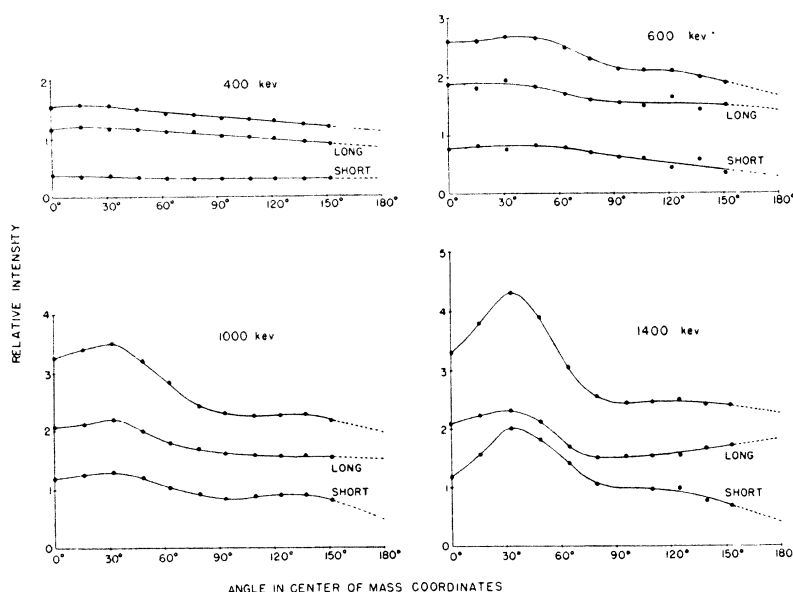 400 kev
2
1
0
LONG
SHORT
0° 30° 60° 90° 120° 150° 180°
600 kev
3
2
1
0
LONG
SHORT
0° 30° 60° 90° 120° 150° 180°
RELATIVE INTENSITY
1000 kev
4
3
2
1
0
LONG
SHORT
0° 30° 60° 90° 120° 150° 180°
1400 kev
5
4
3
2
1
0
LONG
SHORT
0° 30° 60° 90° 120° 150° 180
ANGLE IN CENTER OF MASS COORDINATES